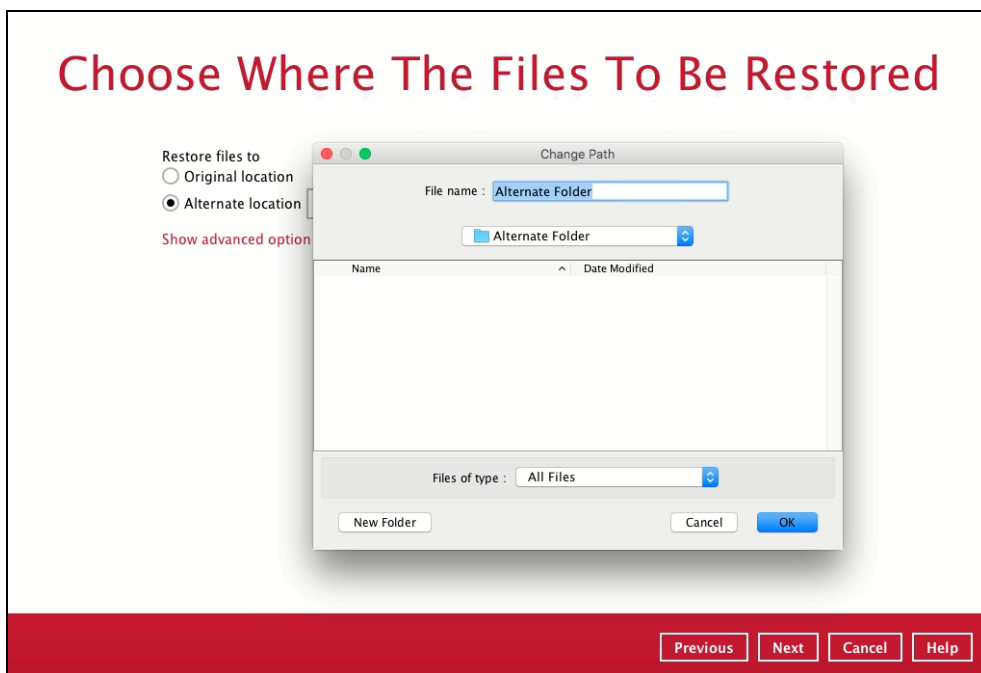 Choose Where The Files To Be Restored
Restore files to
Original location
Alternate location
Show advanced option
Change Path
File name : Alternate Folder
Alternate Folder
Name Date Modified
Files of type : All Files
New Folder Cancel OK
Previous Next Cancel Help